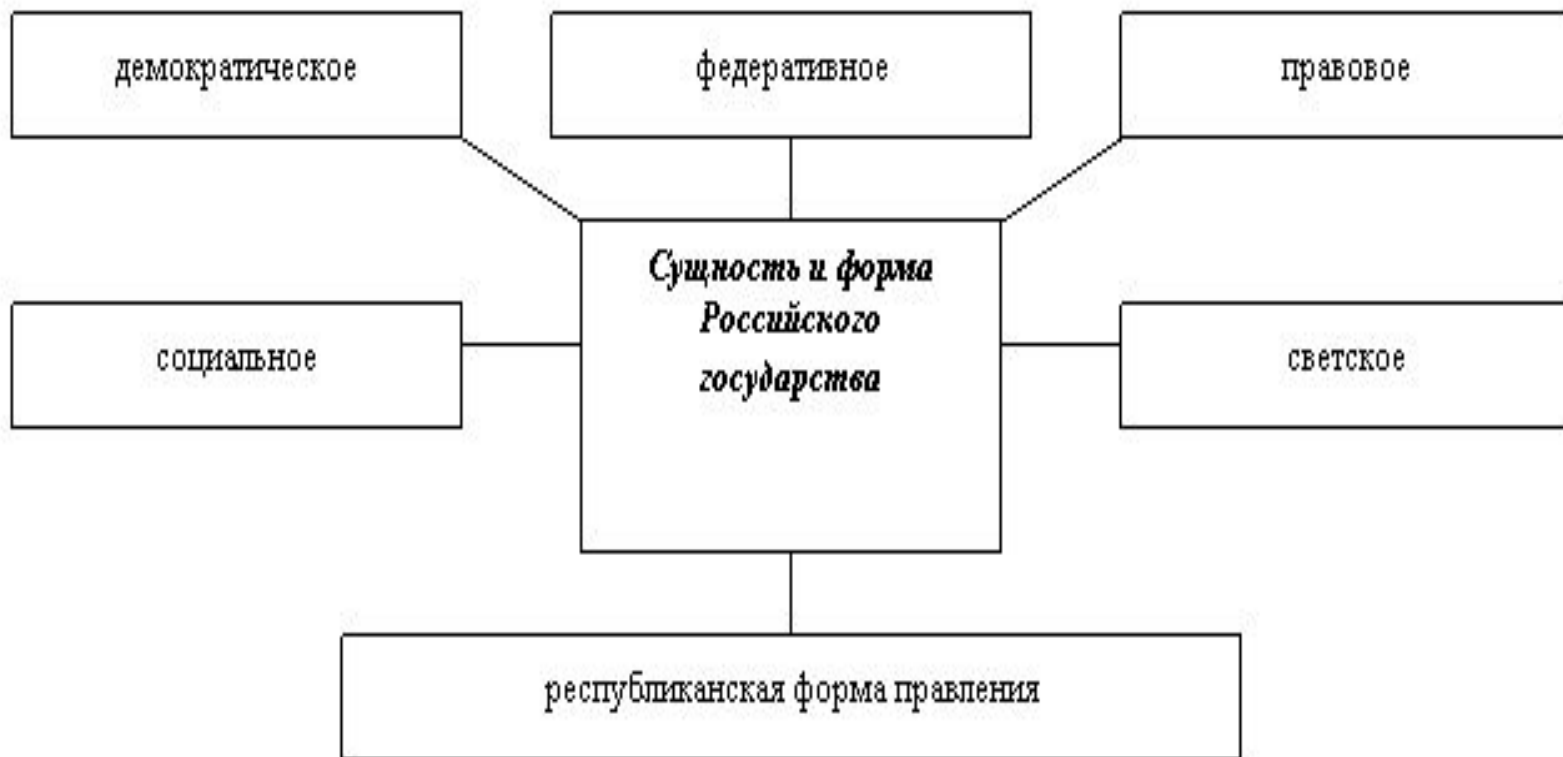 демократическое
федеративное
правовое
Сущность и форма
Российского
государства
социальное
светское
республиканская форма правления